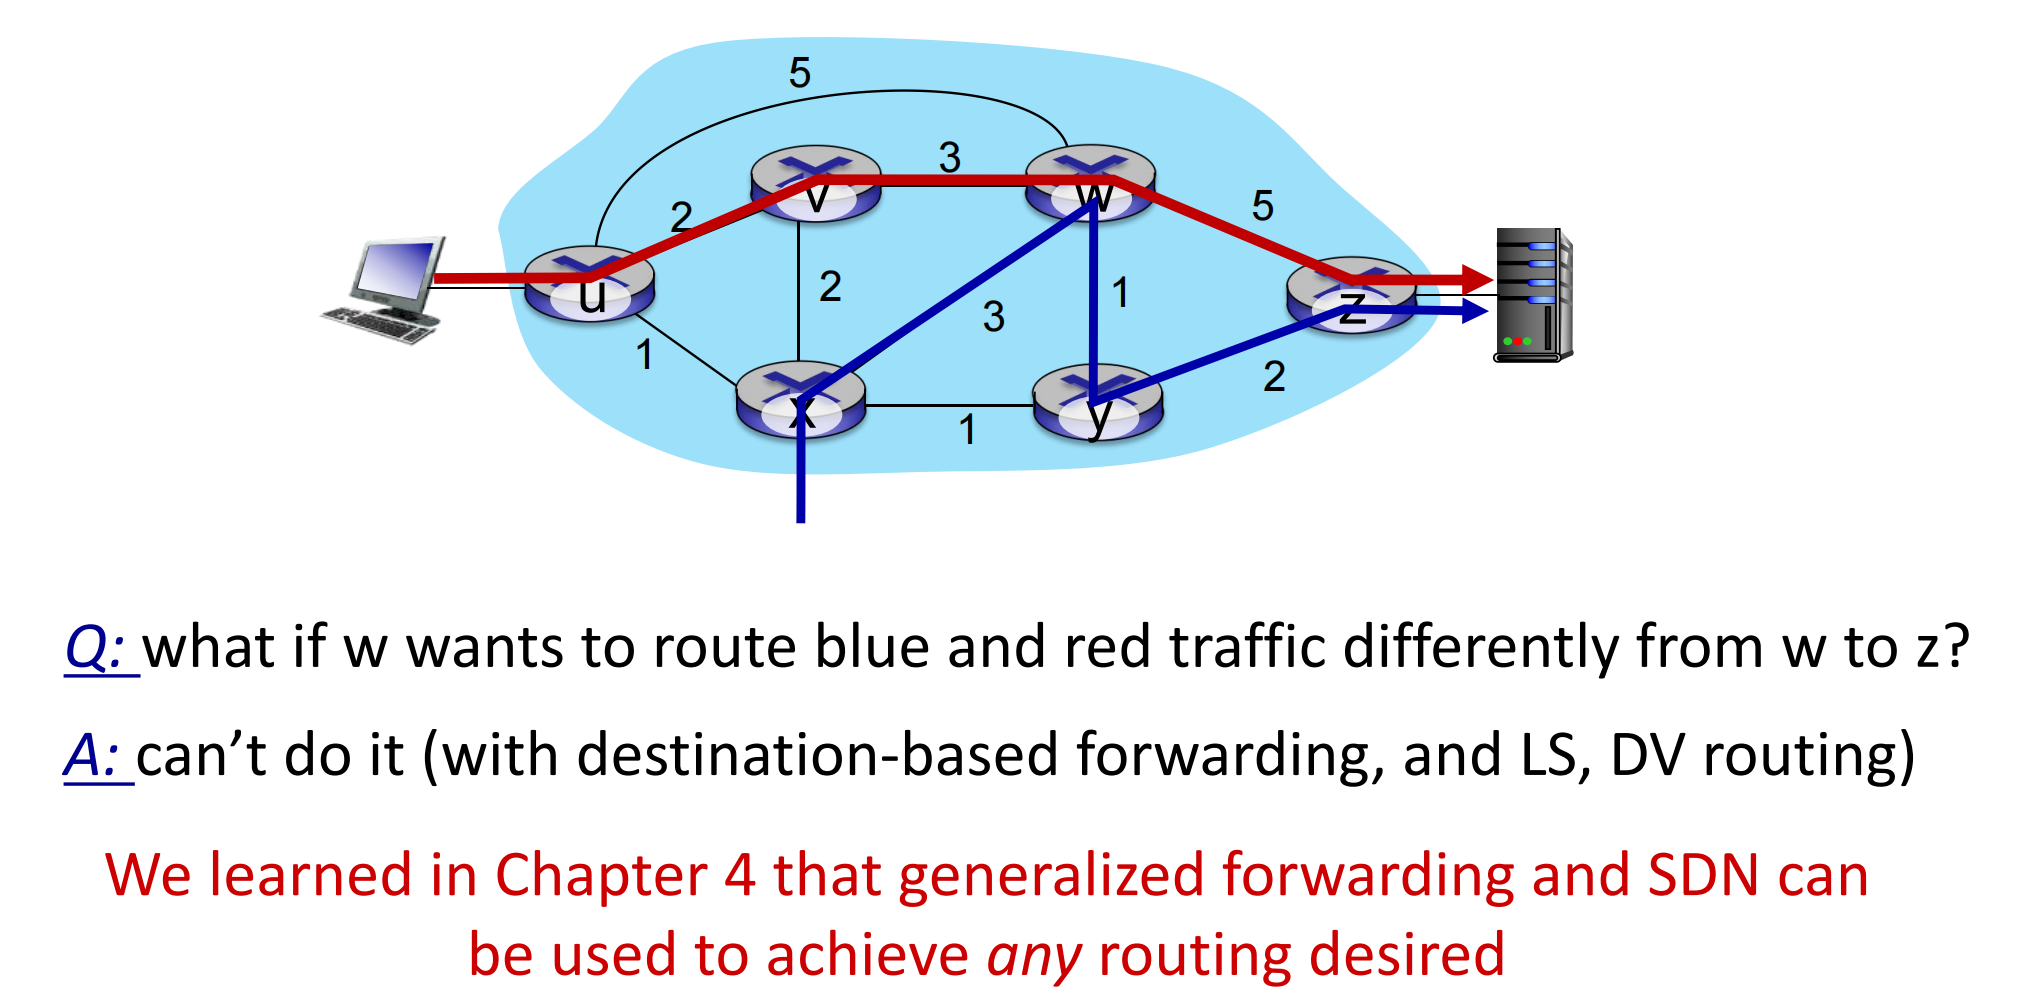 5
3
v
w
2
5
u
2
1
3
z
1
2
x
y
1
Q: what if w wants to route blue and red traffic differently from w to z?
A: can’t do it (with destination-based forwarding, and LS, DV routing)
We learned in Chapter 4 that generalized forwarding and SDN can
be used to achieve any routing desired